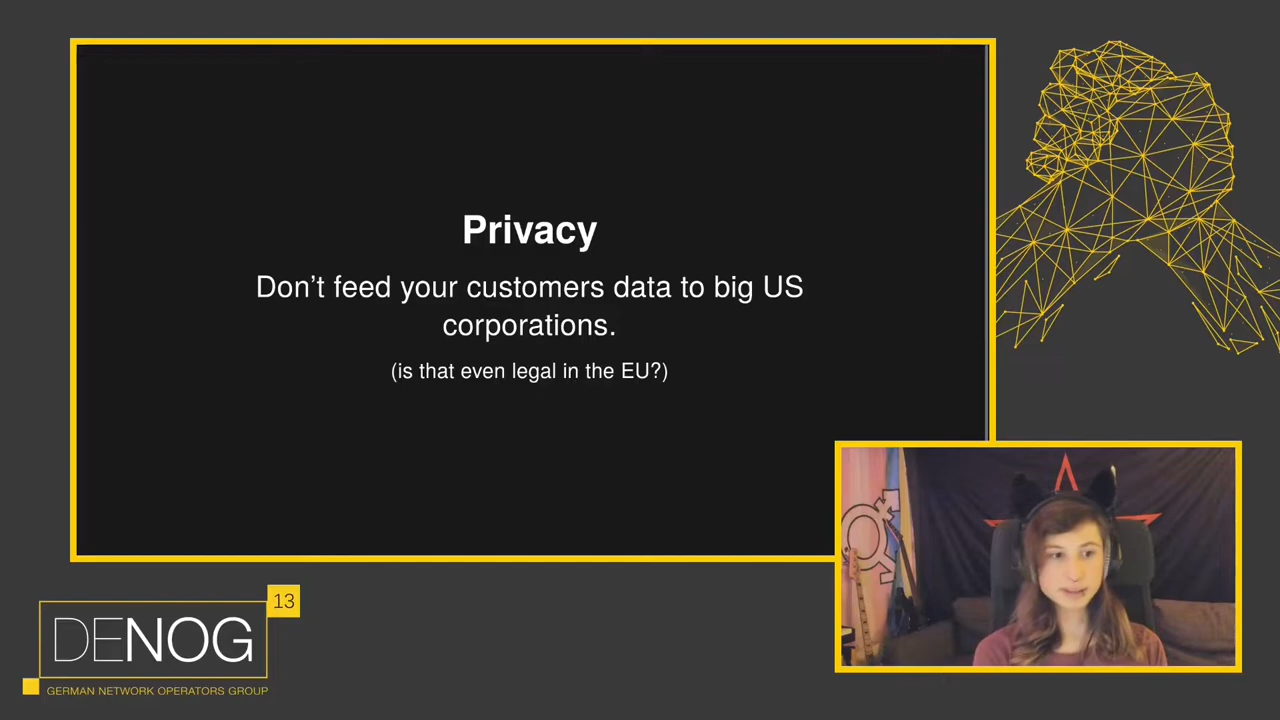 Privacy
Don’t feed your customers data to big US
corporations.
(is that even legal in the EU?)
13
DENOG
GERMAN NETWORK OPERATORS GROUP